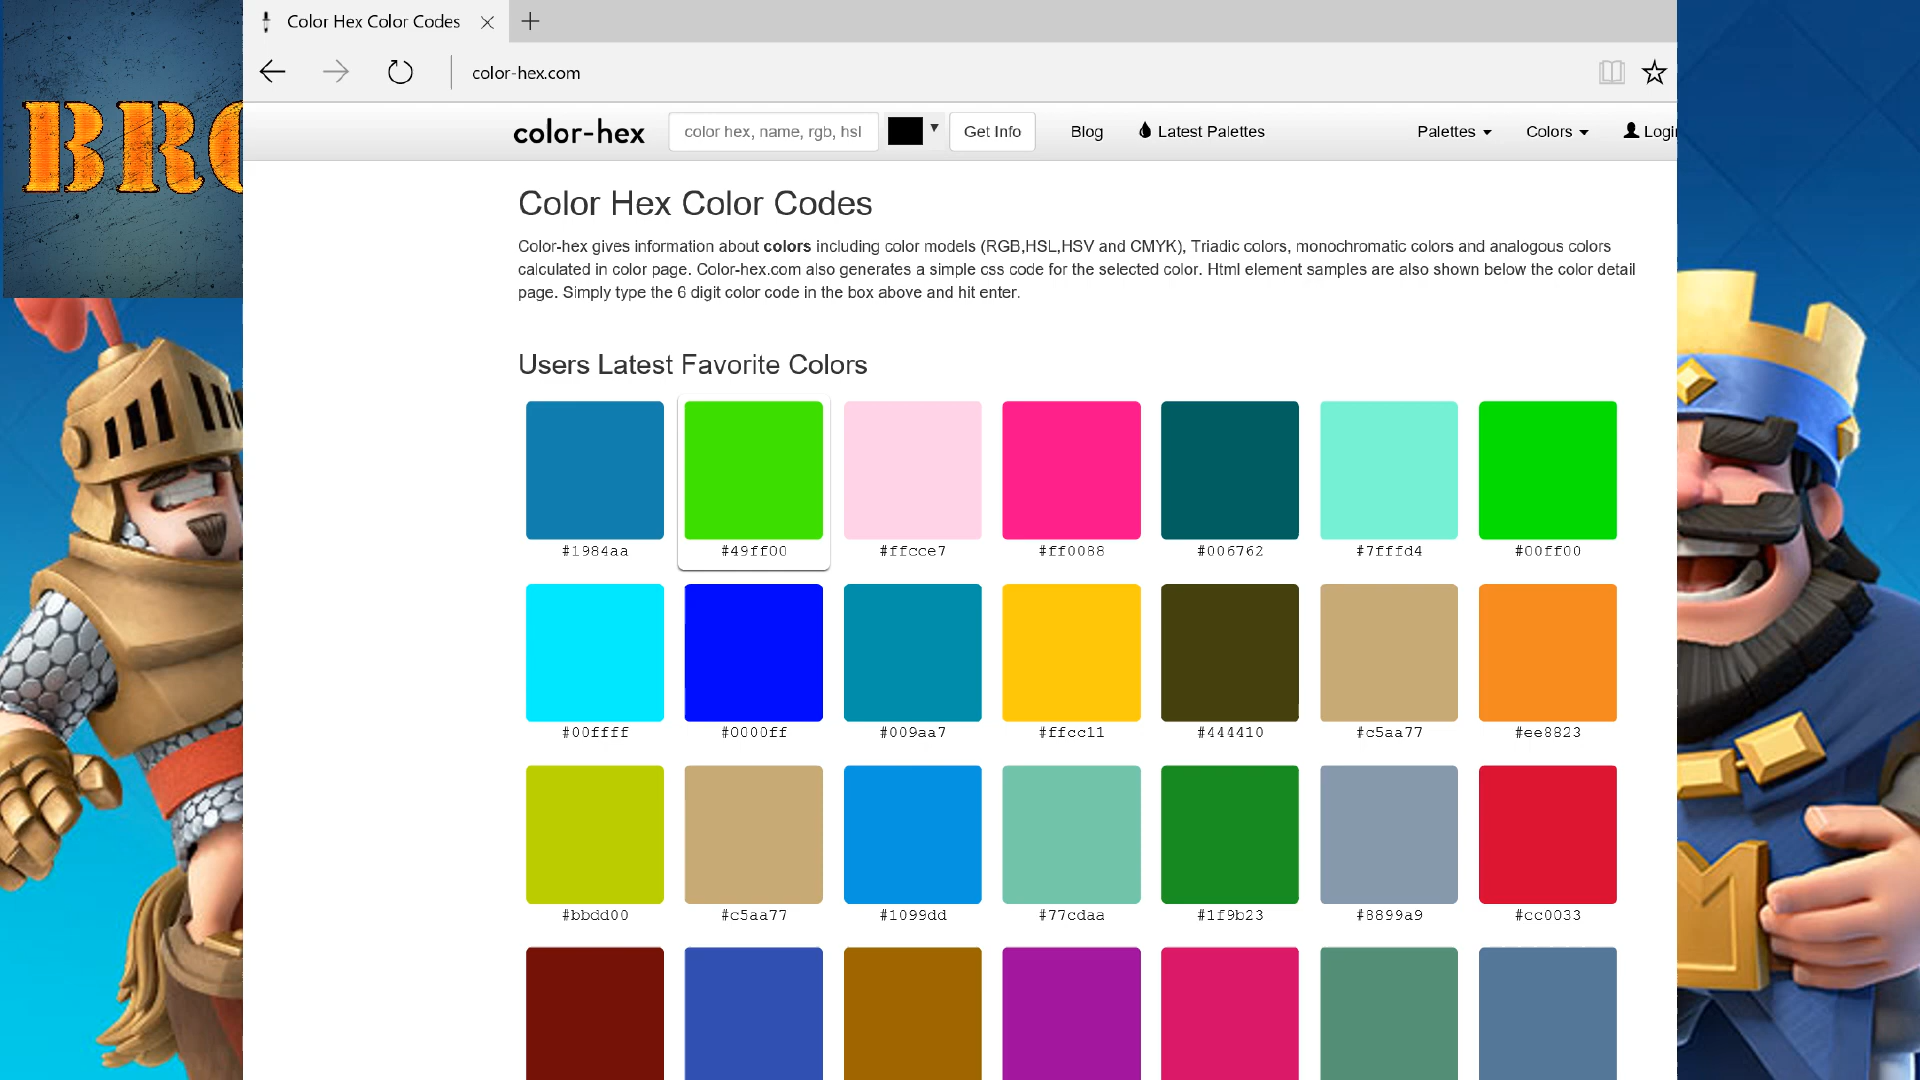 Color Hex Color Codes
color-hex.com
BRO
color-hex
color hex, name, rgb, hsl
Get Info
Blog
Latest Palettes
Palettes
Colors
Login
Color Hex Color Codes
Color-hex gives information about colors including color models (RGB,HSL,HSV and CMYK), Triadic colors, monochromatic colors and analogous colors
calculated in color page. Color-hex.com also generates a simple css code for the selected color. Html element samples are also shown below the color detail
page. Simply type the 6 digit color code in the box above and hit enter.
Users Latest Favorite Colors
#1984aa #49ff00 #ffcce7 #ff0088 #006762 #7fffd4 #00ff00
#00ffff #0000ff #009aa7 #ffcc11 #444410 #c5aa77 #ee8823
#bbdd00 #c5aa77 #1099dd #77cdaa #1f9b23 #8899a9 #cc0033